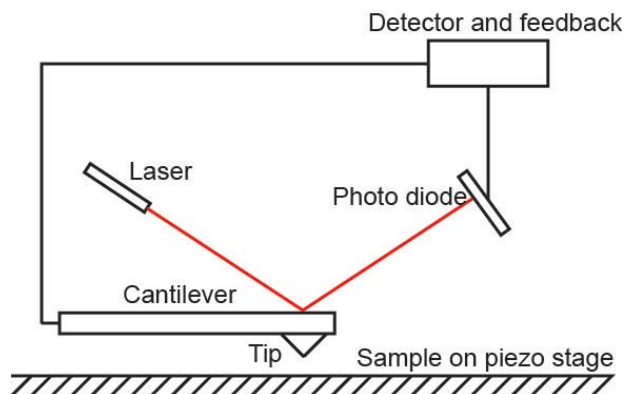 Detector and feedback
Laser
Photo diode
Cantilever
Tip
Sample on piezo stage